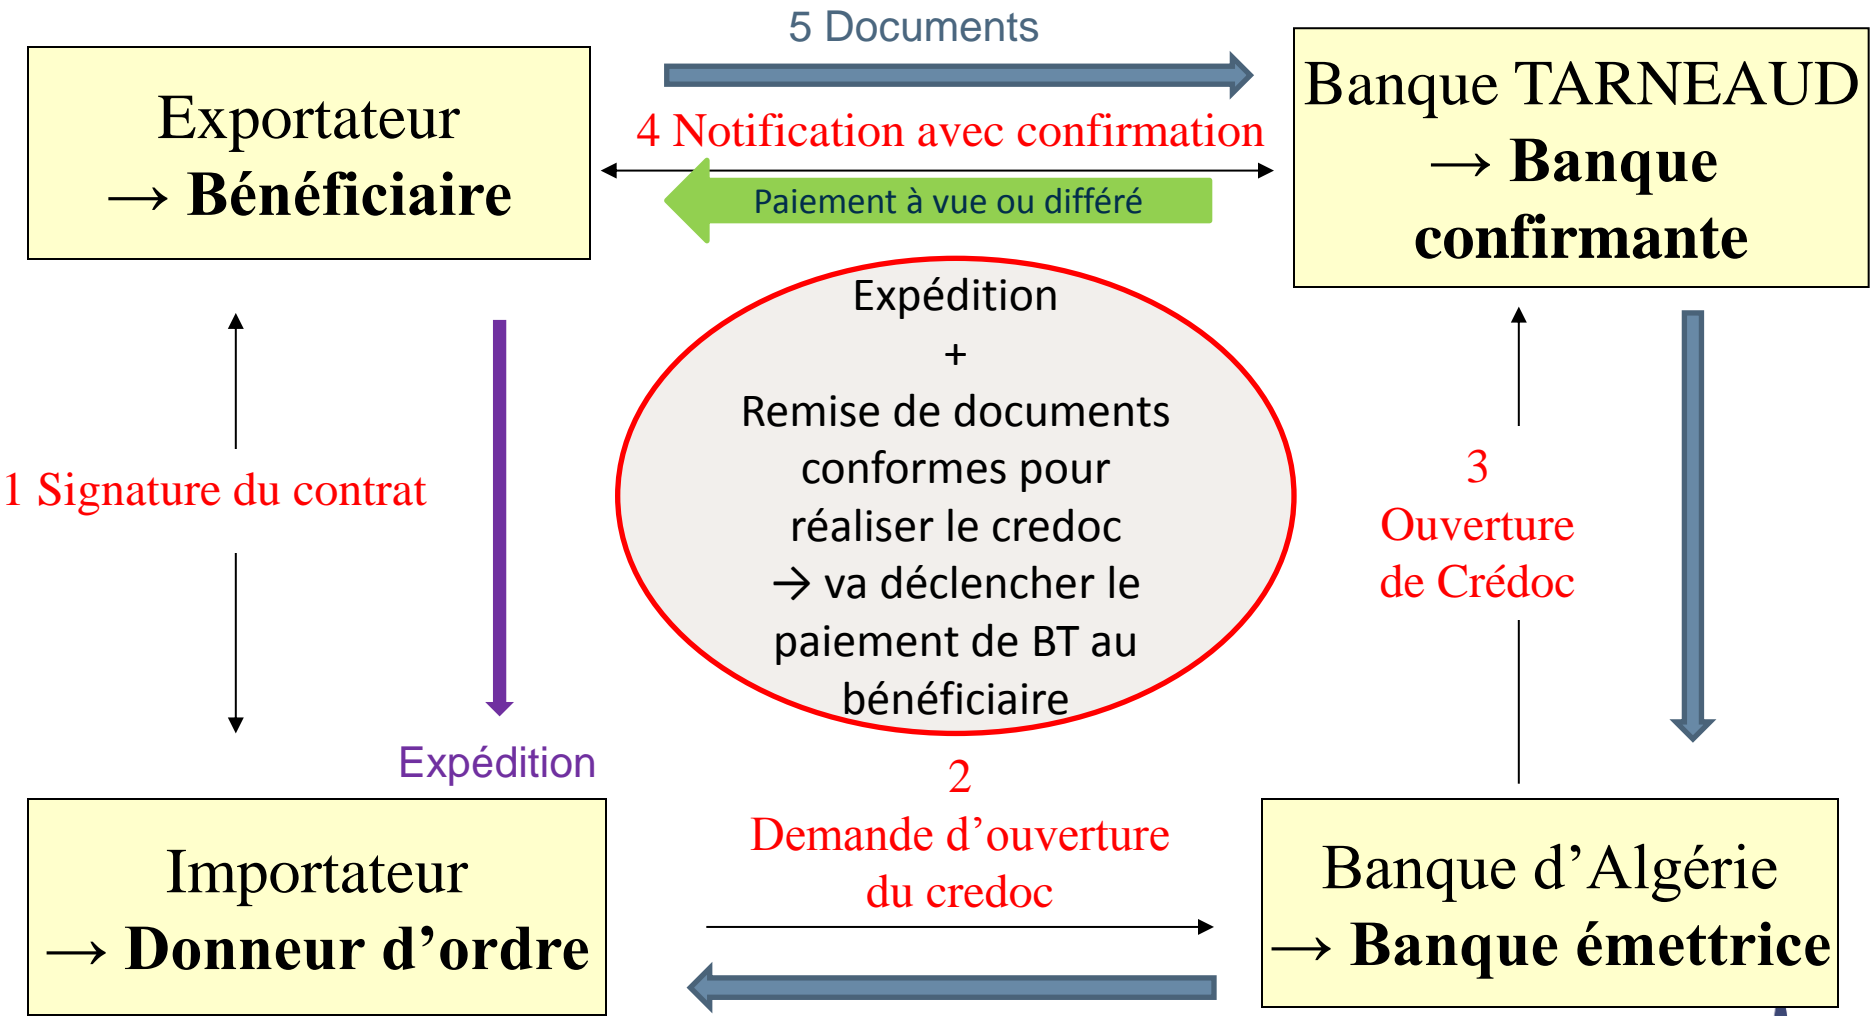 5 Documents
Exportateur
→ Bénéficiaire
4 Notification avec confirmation
Paiement à vue ou différé
Banque TARNEAUD
→ Banque
confirmante
Expédition
+
Remise de documents
conformes pour
réaliser le credoc
→ va déclencher le
paiement de BT au
bénéficiaire
1 Signature du contrat
3
Ouverture
de Crédoc
Expédition
2
Demande d’ouverture
du credoc
Importateur
→ Donneur d’ordre
Banque d’Algérie
→ Banque émettrice